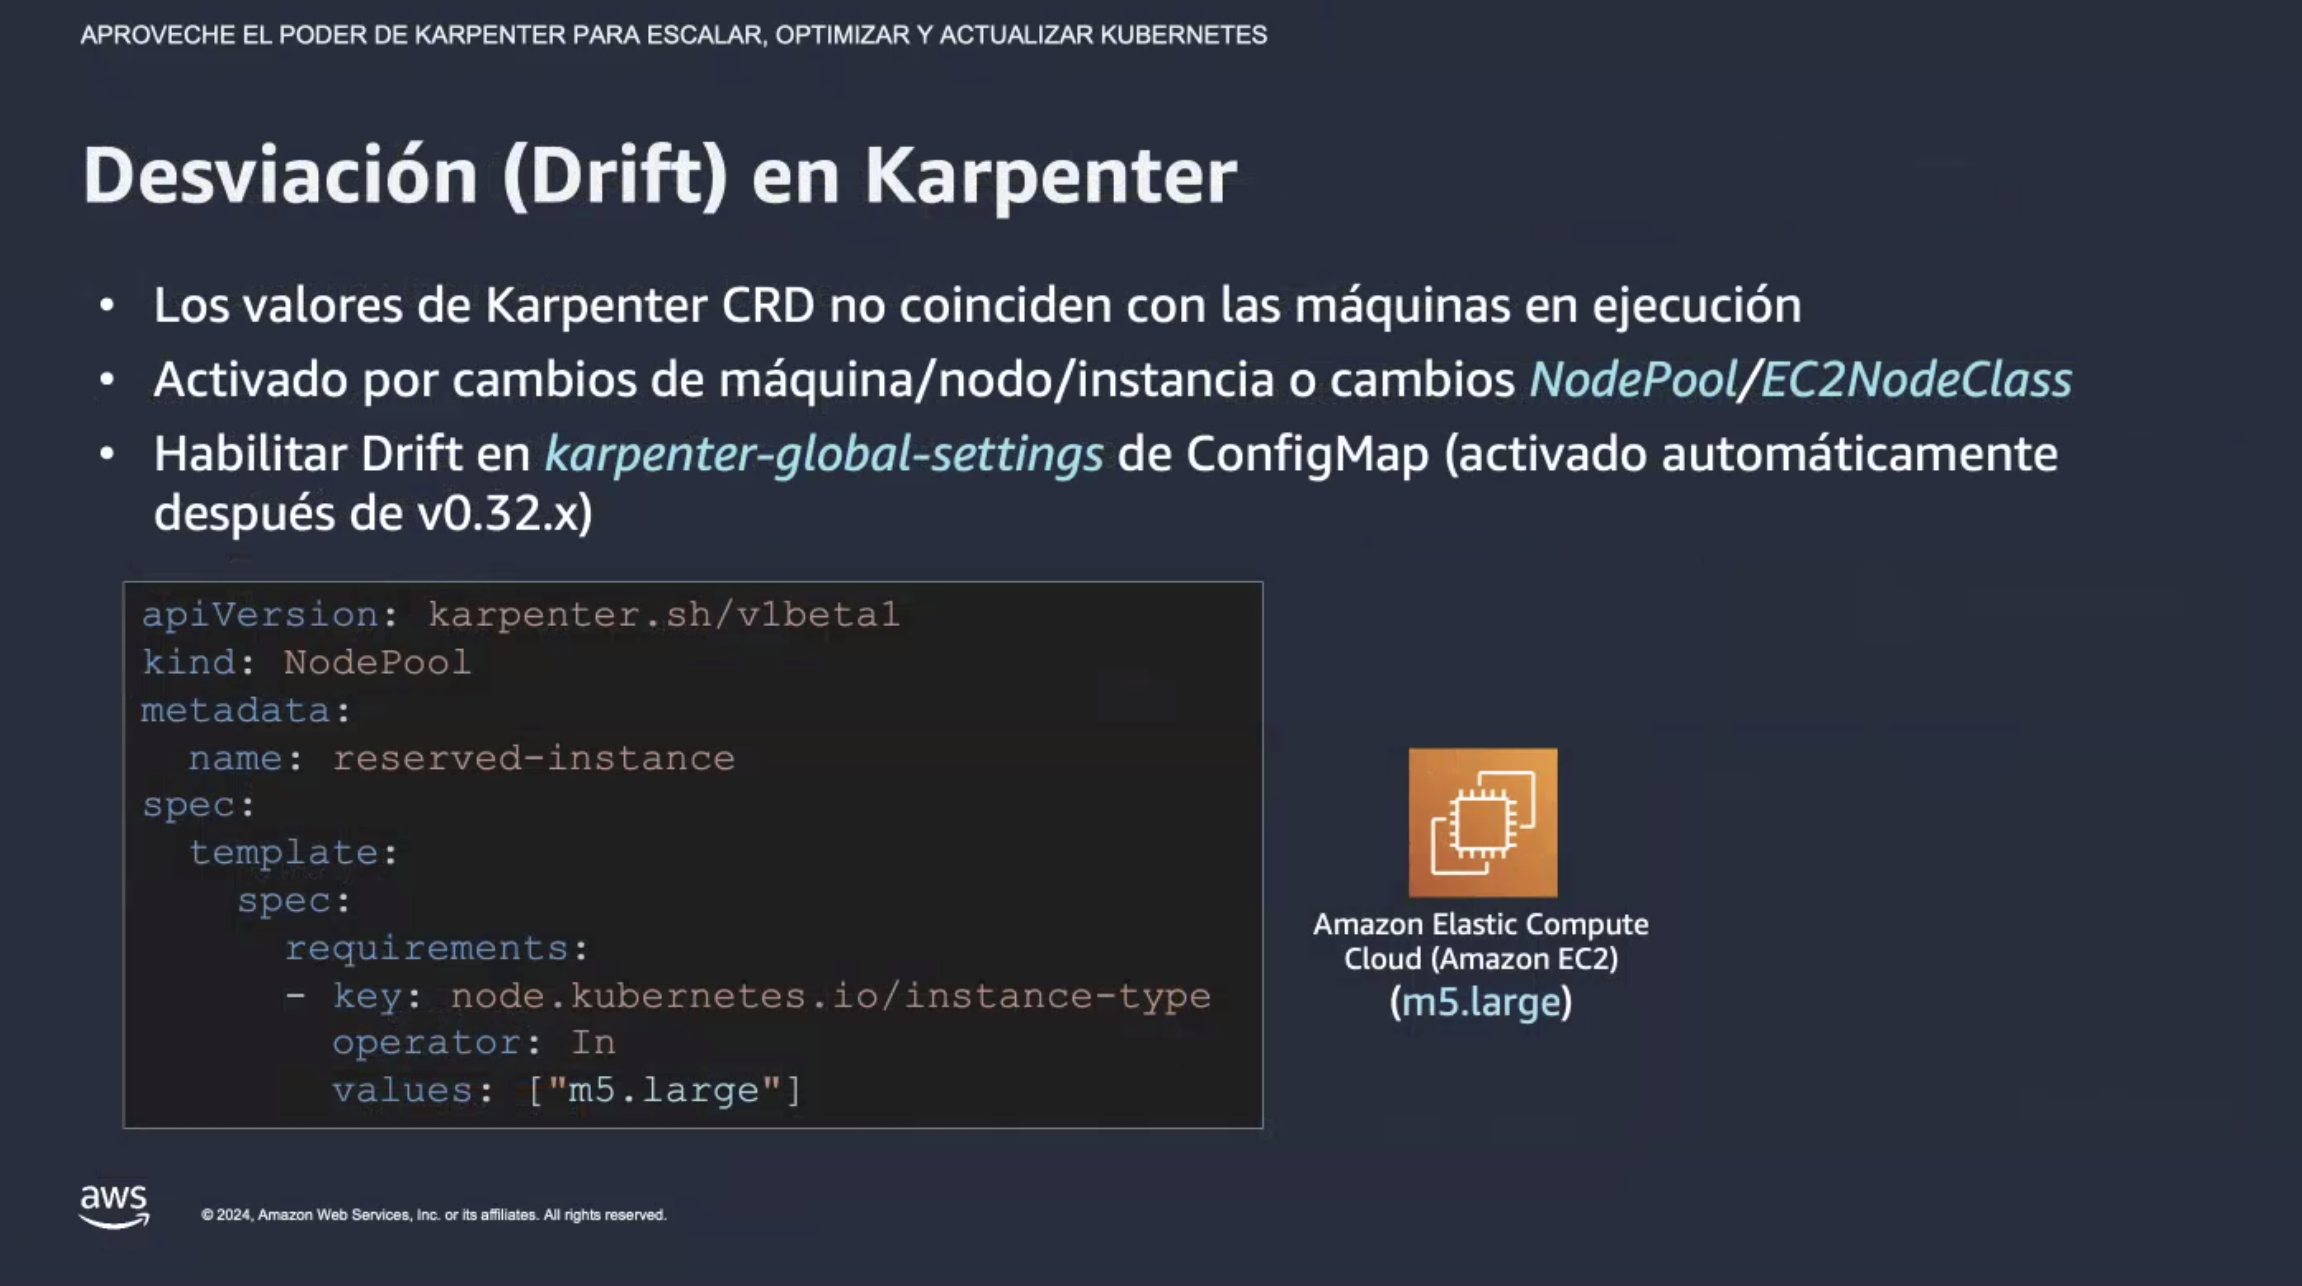 APROVECHE EL PODER DE KARPENTER PARA ESCALAR, OPTIMIZAR Y ACTUALIZAR KUBERNETES
Desviación (Drift) en Karpenter
• Los valores de Karpenter CRD no coinciden con las máquinas en ejecución
• Activado por cambios de máquina/nodo/instancia o cambios NodePool/EC2NodeClass
• Habilitar Drift en karpenter-global-settings de ConfigMap (activado automáticamente
después de v0.32.x)
apiVersion: karpenter.sh/v1beta1
kind: NodePool
metadata:
  name: reserved-instance
spec:
  template:
    spec:
      requirements:
      - key: node.kubernetes.io/instance-type
        operator: In
        values: ["m5.large"]
Amazon Elastic Compute
Cloud (Amazon EC2)
(m5.large)
aws
© 2024, Amazon Web Services, Inc. or its affiliates. All rights reserved.